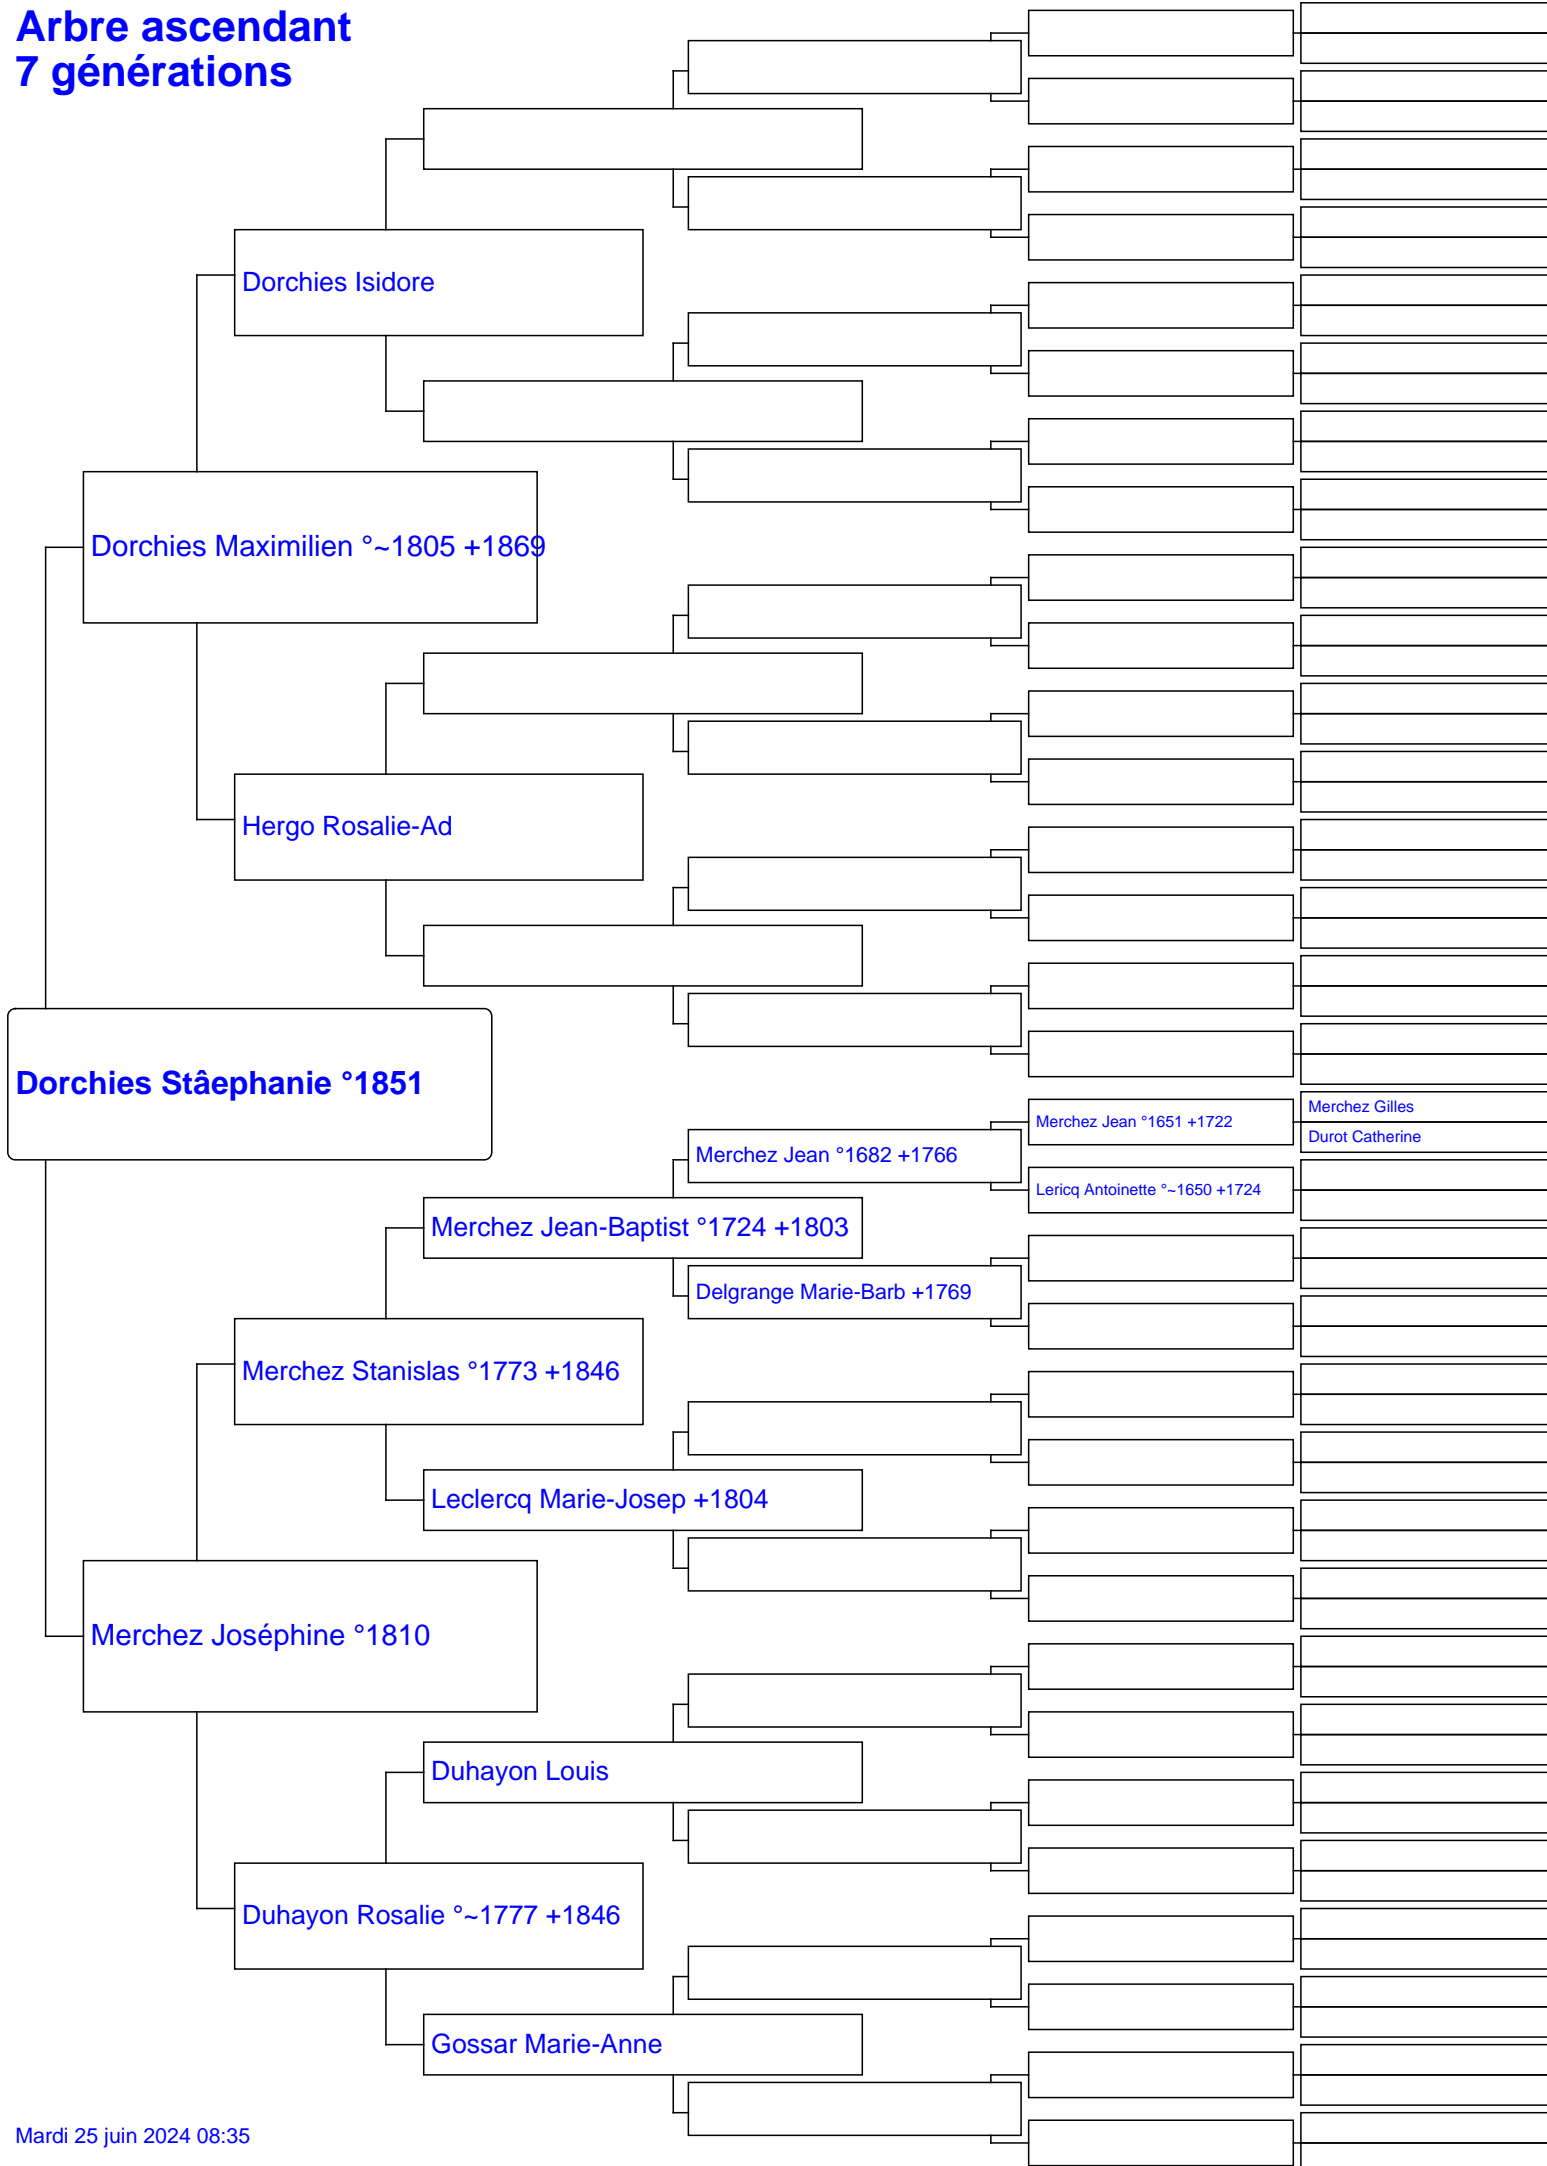 Arbre ascendant
7 générations
Dorchies Isidore
Dorchies Maximilien °~1805 +1869
Hergo Rosalie-Ad
Dorchies Stâephanie °1851
Merchez Gilles
Merchez Jean °1651 +1722
Durot Catherine
Merchez Jean °1682 +1766
Lericq Antoinette °~1650 +1724
Merchez Jean-Baptist °1724 +1803
Delgrange Marie-Barb +1769
Merchez Stanislas °1773 +1846
Leclercq Marie-Josep +1804
Merchez Joséphine °1810
Duhayon Louis
Duhayon Rosalie °~1777 +1846
Gossar Marie-Anne
Mardi 25 juin 2024 08:35